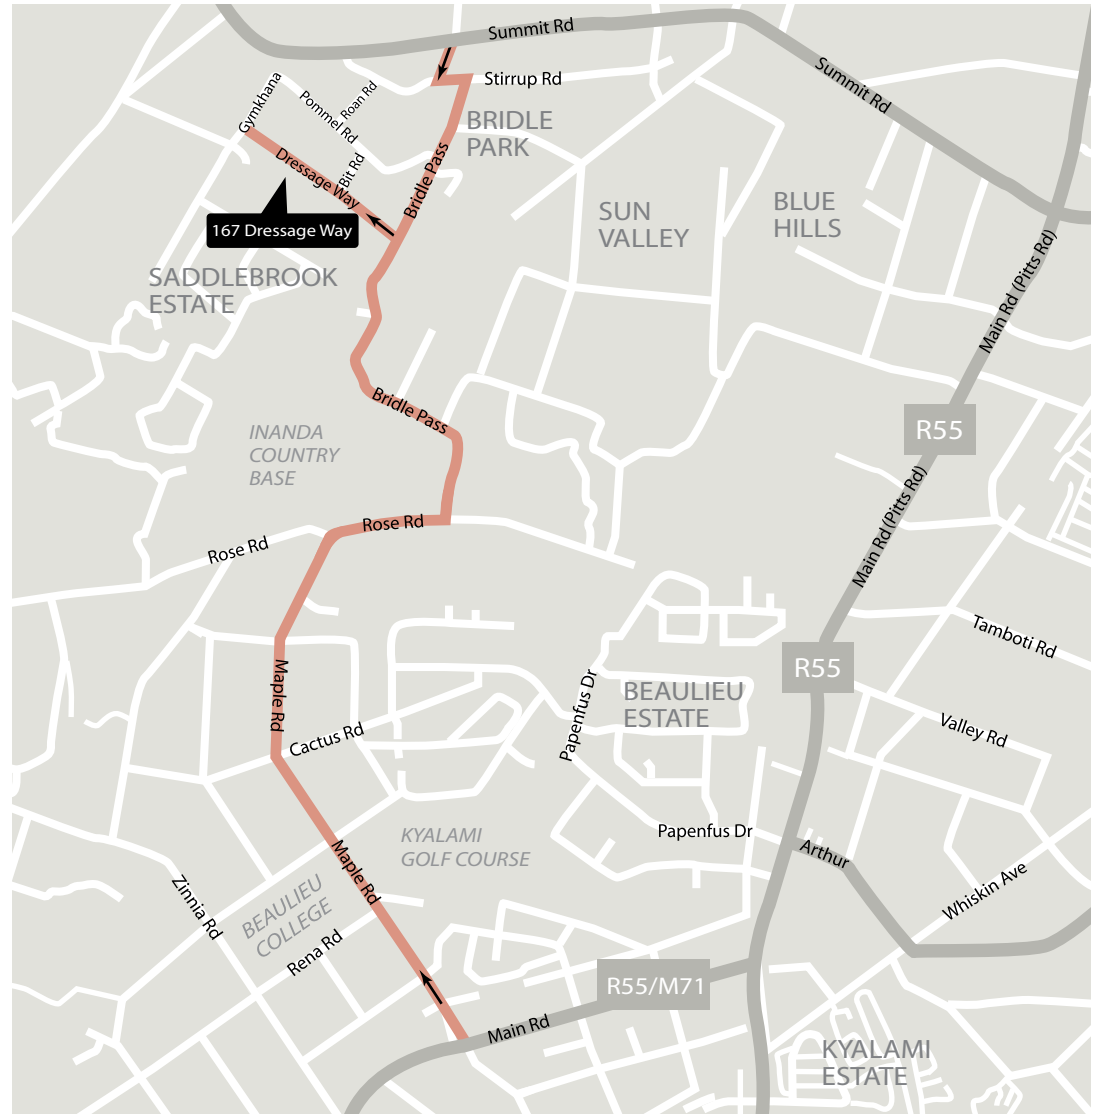 Summit Rd
Stirrup Rd
Summit Rd
Gymkhana
Pommel Rd
Roan Rd
Bit Rd
BRIDLE
PARK
Dressage Way
Bridle Pass
167 Dressage Way
SUN
VALLEY
BLUE
HILLS
SADDLEBROOK
ESTATE
Main Rd (Pitts Rd)
Bridle Pass
R55
INANDA
COUNTRY
BASE
Main Rd (Pitts Rd)
Rose Rd
Rose Rd
Tamboti Rd
R55
Maple Rd
BEAULIEU
ESTATE
Papenfus Dr
Cactus Rd
Valley Rd
KYALAMI
GOLF COURSE
Papenfus Dr
Arthur
Maple Rd
Zinnia Rd
BEAULIEU
COLLEGE
Whiskin Ave
Rena Rd
R55/M71
Main Rd
KYALAMI
ESTATE